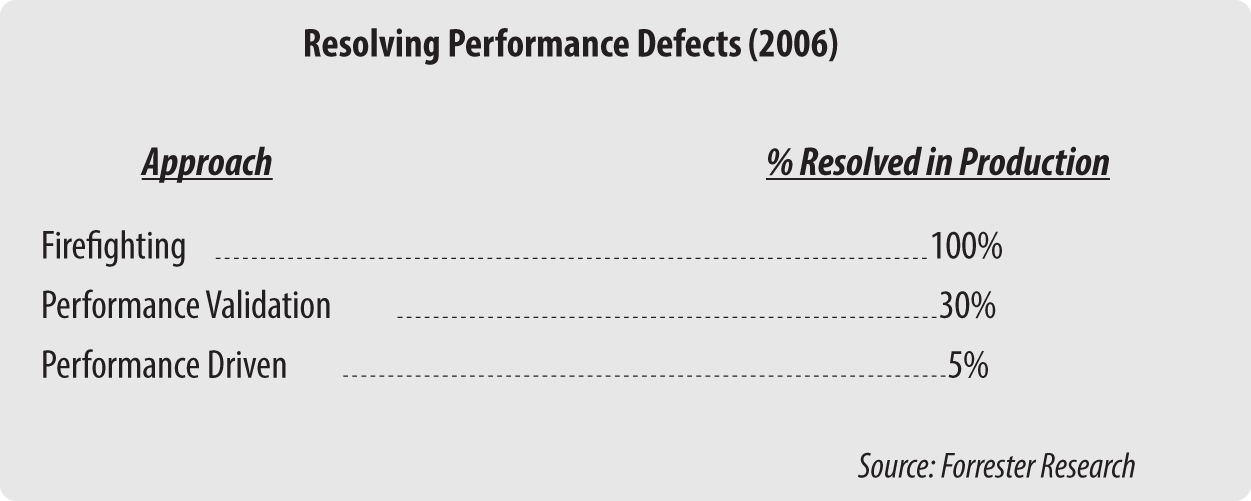 Resolving Performance Defects (2006)
Approach % Resolved in Production
Firefighting 100%
Performance Validation 30%
Performance Driven 5%
Source: Forrester Research